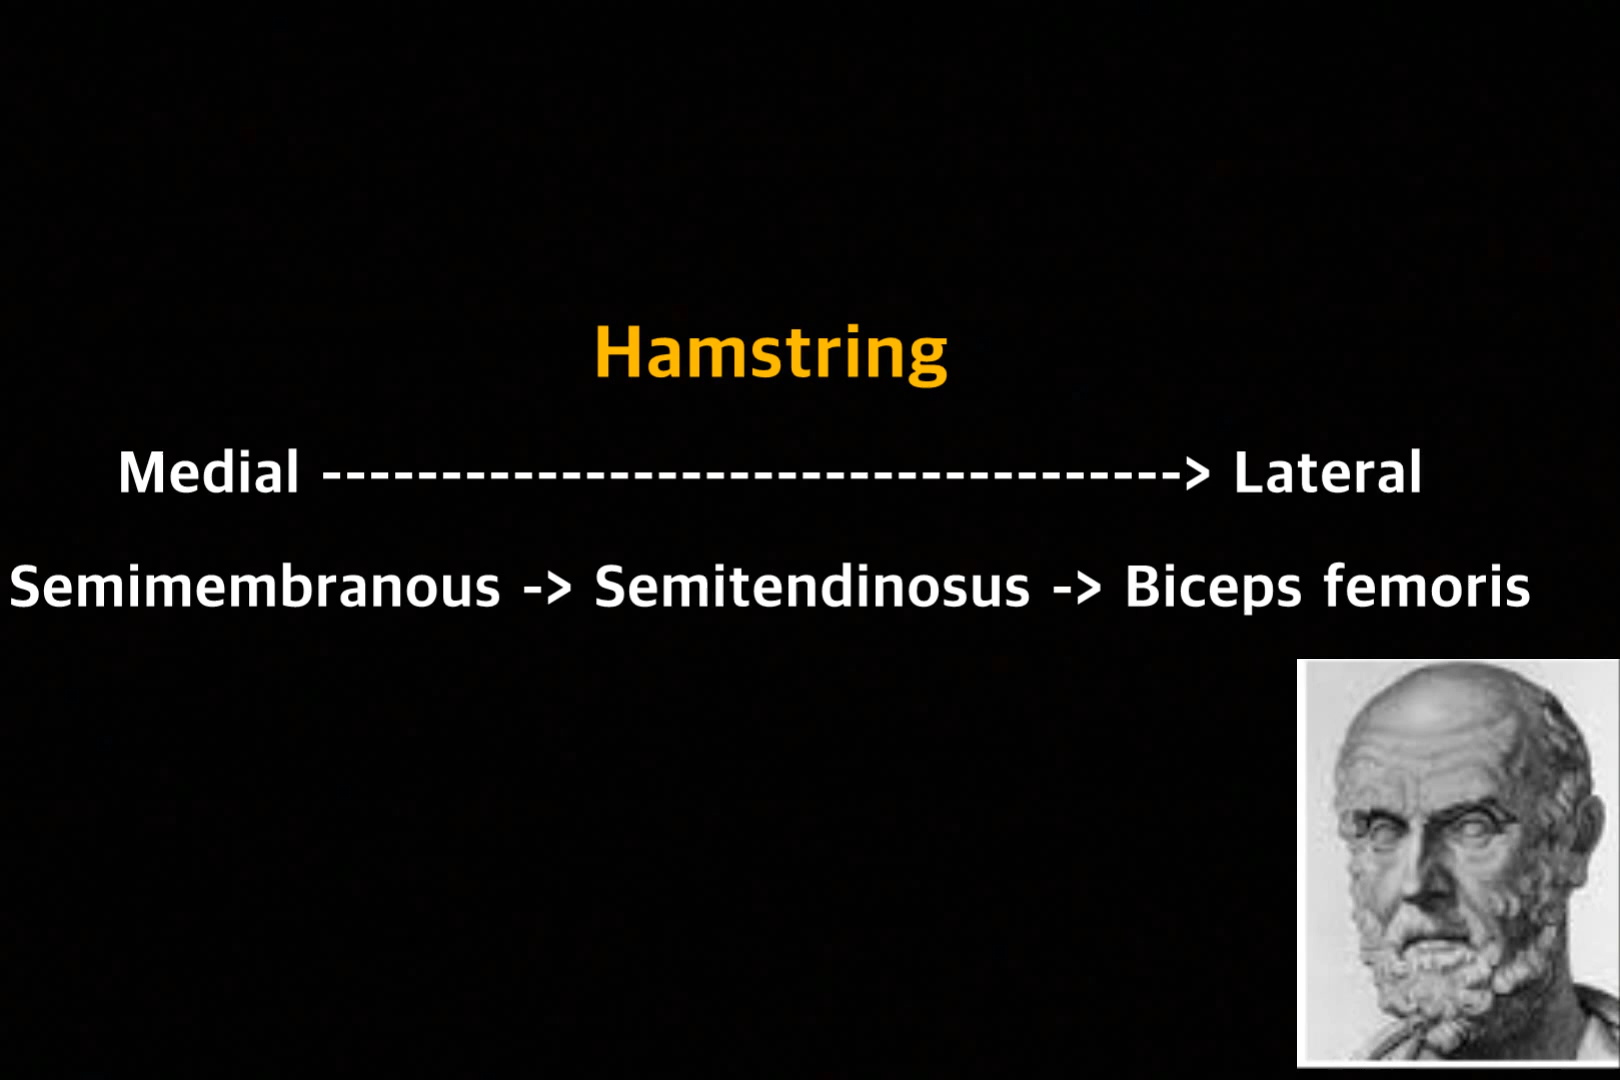 Hamstring
Medial ------------------------------------> Lateral
Semimembranous -> Semitendinosus -> Biceps femoris